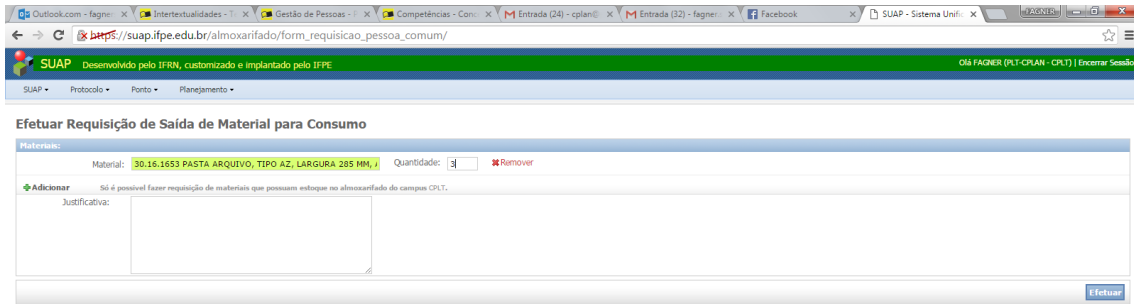 Outlook.com - fagner
Intertextualidades - T
Gestão de Pessoas -
Competências - Conc
Entrada (24) - cplan@
Entrada (32) - fagner.
Facebook
SUAP - Sistema Unific
FAGNER
https://suap.ifpe.edu.br/almoxarifado/form_requisicao_pessoa_comum/
SUAP Desenvolvido pelo IFRN, customizado e implantado pelo IFPE
Olá FAGNER (PLT-CPLAN - CPLT) | Encerrar Sessão
SUAP Protocolo Ponto Planejamento
Efetuar Requisição de Saída de Material para Consumo
Materiais:
Material: 30.16.1653 PASTA ARQUIVO, TIPO AZ, LARGURA 285 MM, Quantidade: 3 Remover
Adicionar Só é possivel fazer requisição de materiais que possuam estoque no almoxarifado do campus CPLT.
Justificativa:
Efetuar